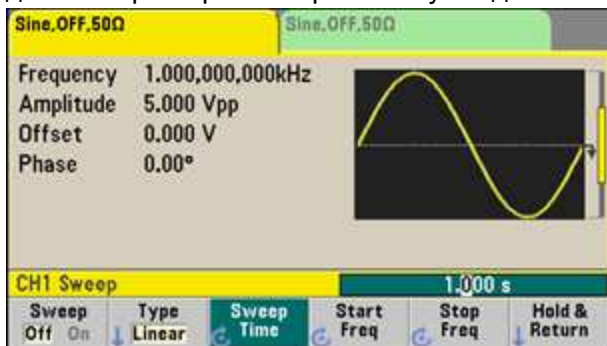 Sine,OFF,50Ω
Sine,OFF,50Ω
Frequency 1.000,000,000kHz
Amplitude 5.000 Vpp
Offset 0.000 V
Phase 0.00°
CH1 Sweep
1.000 s
Sweep Off On
Type Linear
Sweep Time
Start Freq
Stop Freq
Hold & Return